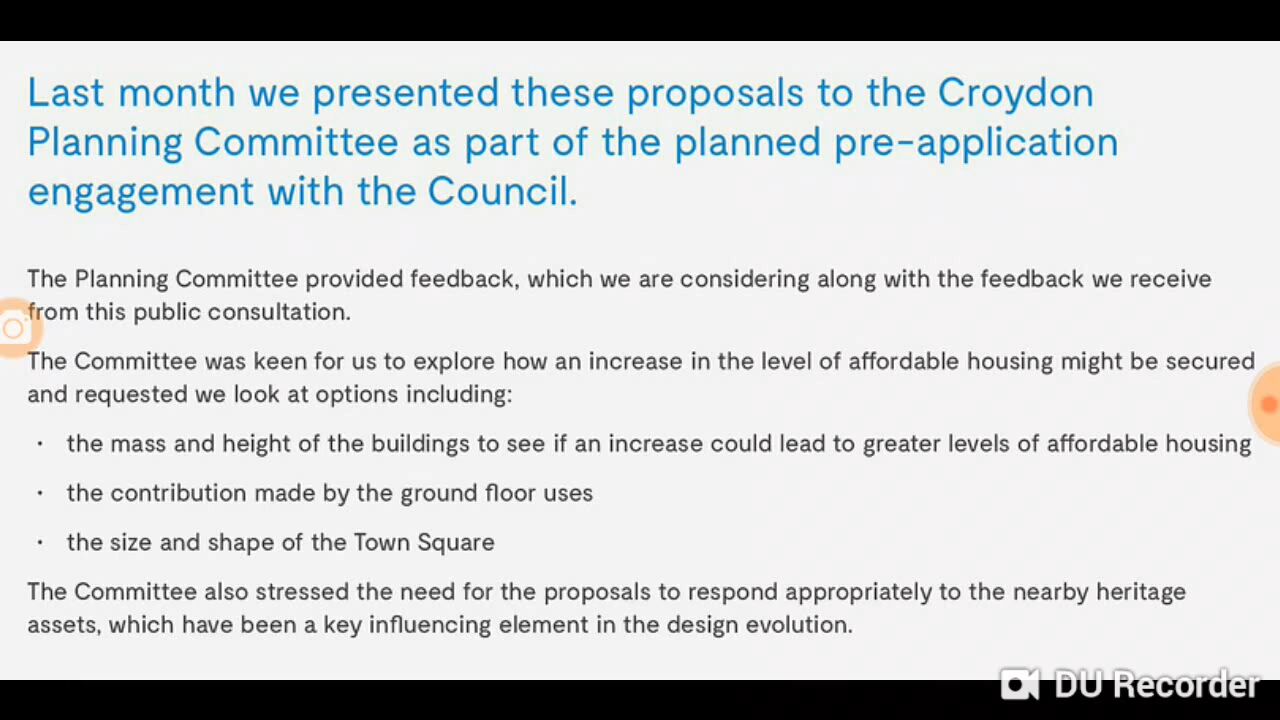 Last month we presented these proposals to the Croydon
Planning Committee as part of the planned pre-application
engagement with the Council.
The Planning Committee provided feedback, which we are considering along with the feedback we receive
from this public consultation.
The Committee was keen for us to explore how an increase in the level of affordable housing might be secured
and requested we look at options including:
· the mass and height of the buildings to see if an increase could lead to greater levels of affordable housing
· the contribution made by the ground floor uses
· the size and shape of the Town Square
The Committee also stressed the need for the proposals to respond appropriately to the nearby heritage
assets, which have been a key influencing element in the design evolution.
DU Recorder